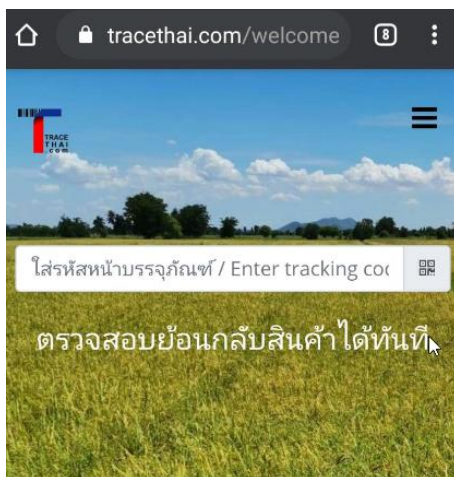 tracethai.com/welcome
8
TRACE
THAI
.com
ใส่รหัสหน้าบรรจุภัณฑ์ / Enter tracking coc
ตรวจสอบย้อนกลับสินค้าได้ทันที